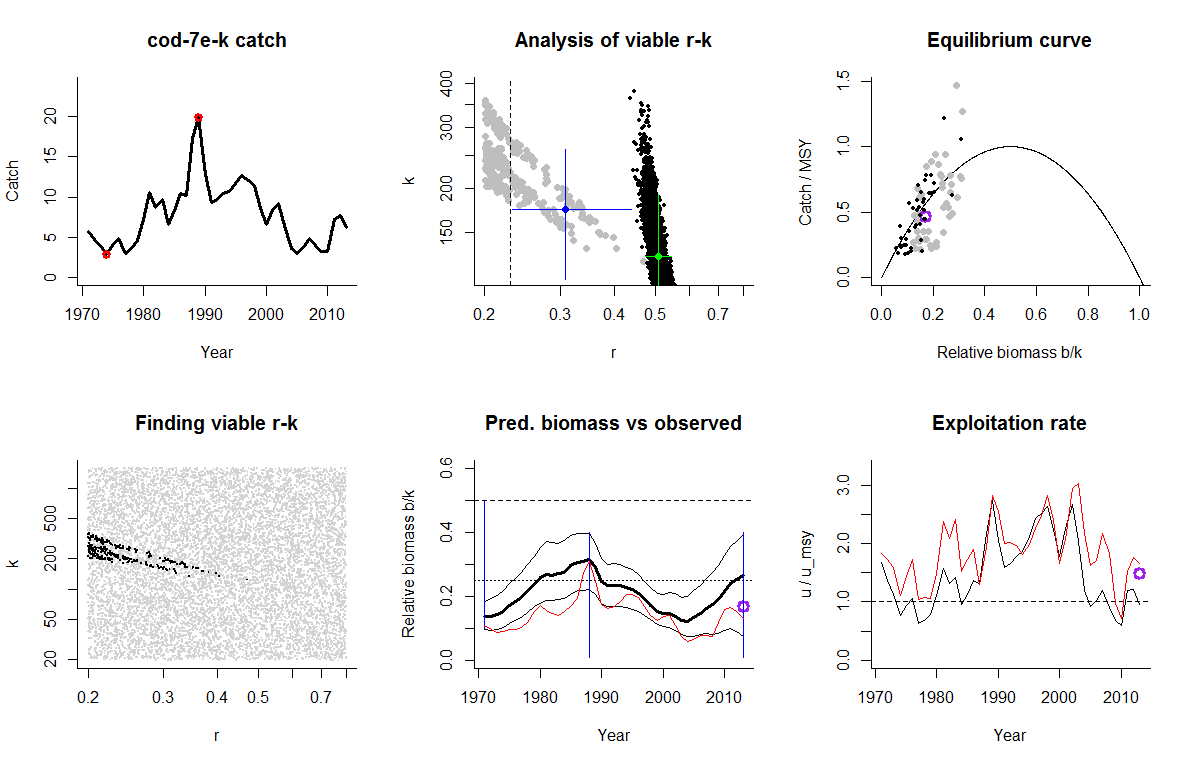 cod-7e-k catch
Catch
20
15
10
5
0
1970 1980 1990 2000 2010
Year
Analysis of viable r-k
k
400
300
200
150
0.2 0.3 0.4 0.5 0.7
r
Equilibrium curve
Catch / MSY
1.5
1.0
0.5
0.0
0.0 0.2 0.4 0.6 0.8 1.0
Relative biomass b/k
Finding viable r-k
k
500
200
50
20
0.2 0.3 0.4 0.5 0.7
r
Pred. biomass vs observed
Relative biomass b/k
0.6
0.4
0.2
0.0
1970 1980 1990 2000 2010
Year
Exploitation rate
u / u_msy
3.0
2.0
1.0
0.0
1970 1980 1990 2000 2010
Year